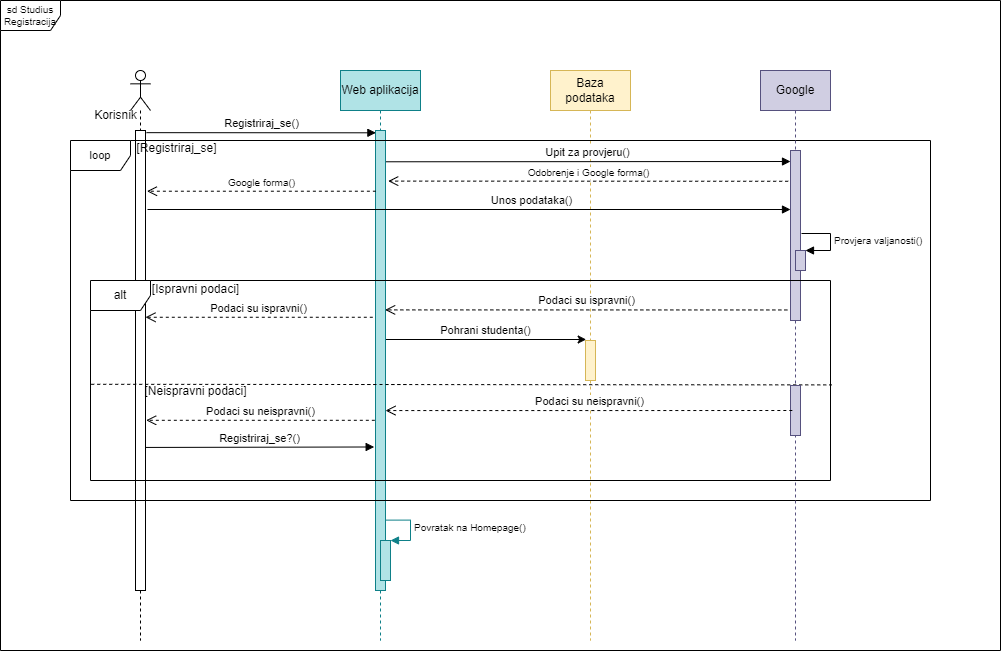 sd Studius
Registracija
Korisnik
Web aplikacija
Baza
podataka
Google
Registriraj_se()
loop
[Registriraj_se]
Upit za provjeru()
Odobrenje i Google forma()
Google forma()
Unos podataka()
Provjera valjanosti()
alt
[Ispravni podaci]
Podaci su ispravni()
Podaci su ispravni()
Pohrani studenta()
[Neispravni podaci]
Podaci su neispravni()
Podaci su neispravni()
Registriraj_se?()
Povratak na Homepage()